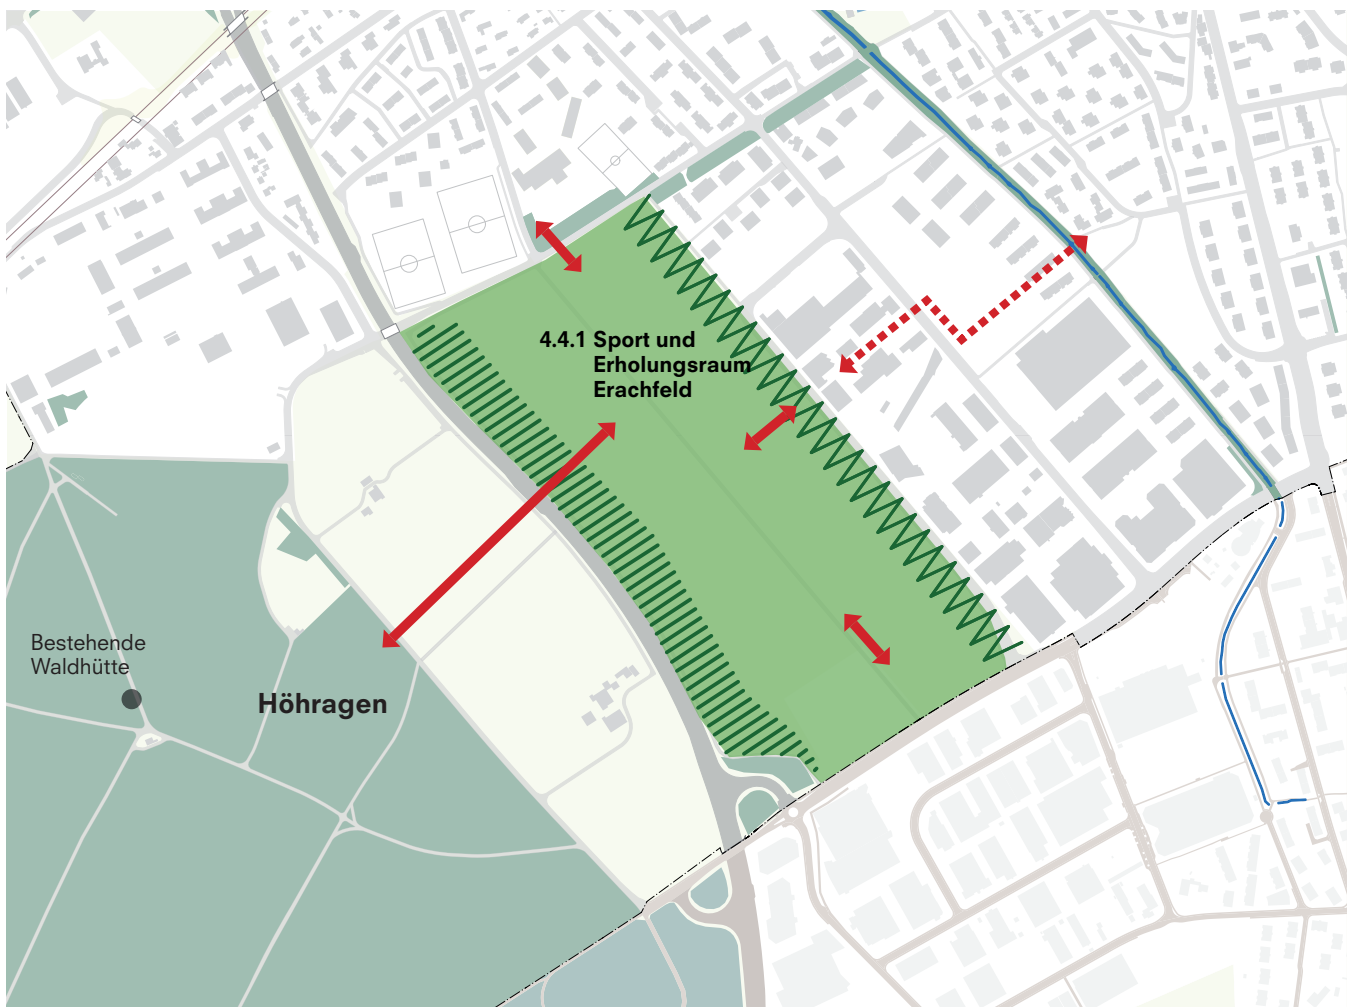 4.4.1 Sport und
Erholungsraum
Erachfeld
Bestehende
Waldhütte
Höhragen